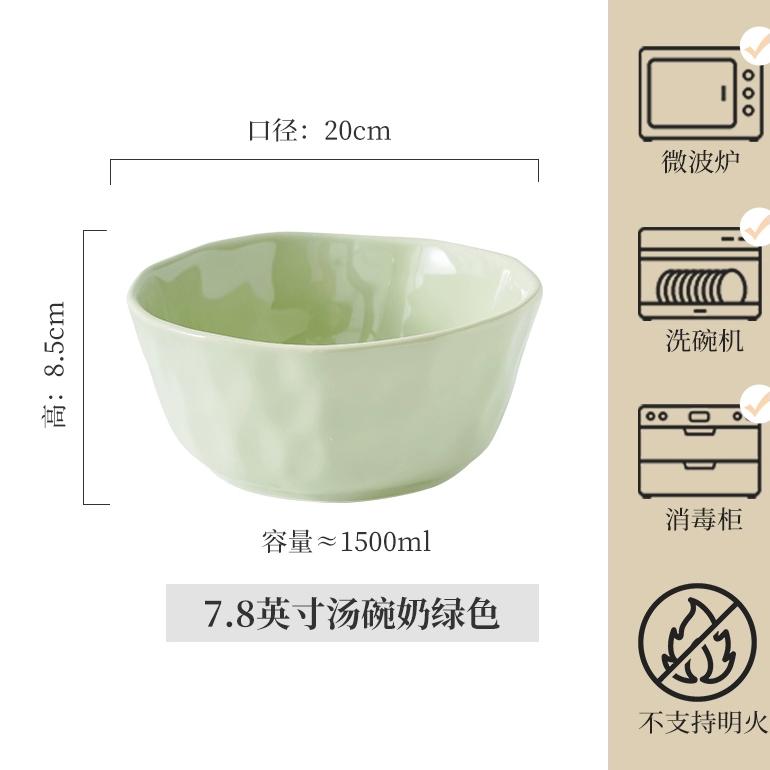 口径：20cm
高：8.5cm
容量≈1500ml
7.8英寸汤碗奶绿色
微波炉
洗碗机
消毒柜
不支持明火